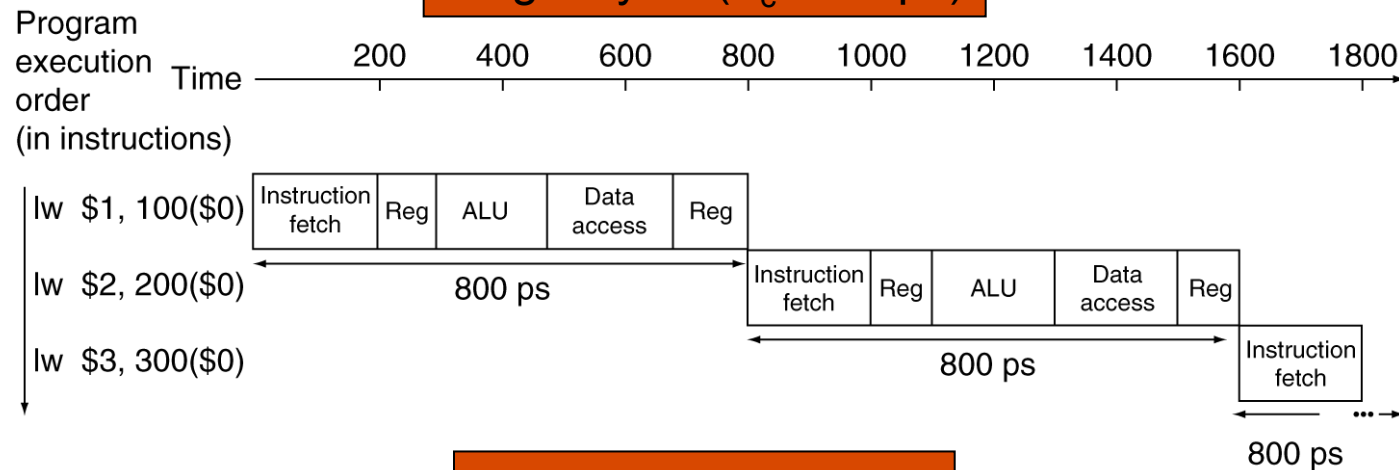 Program
execution
order
(in instructions)
Time
200 400 600 800 1000 1200 1400 1600 1800
lw $1, 100($0)
Instruction
fetch
Reg
ALU
Data
access
Reg
800 ps
lw $2, 200($0)
Instruction
fetch
Reg
ALU
Data
access
Reg
800 ps
lw $3, 300($0)
Instruction
fetch
...
800 ps